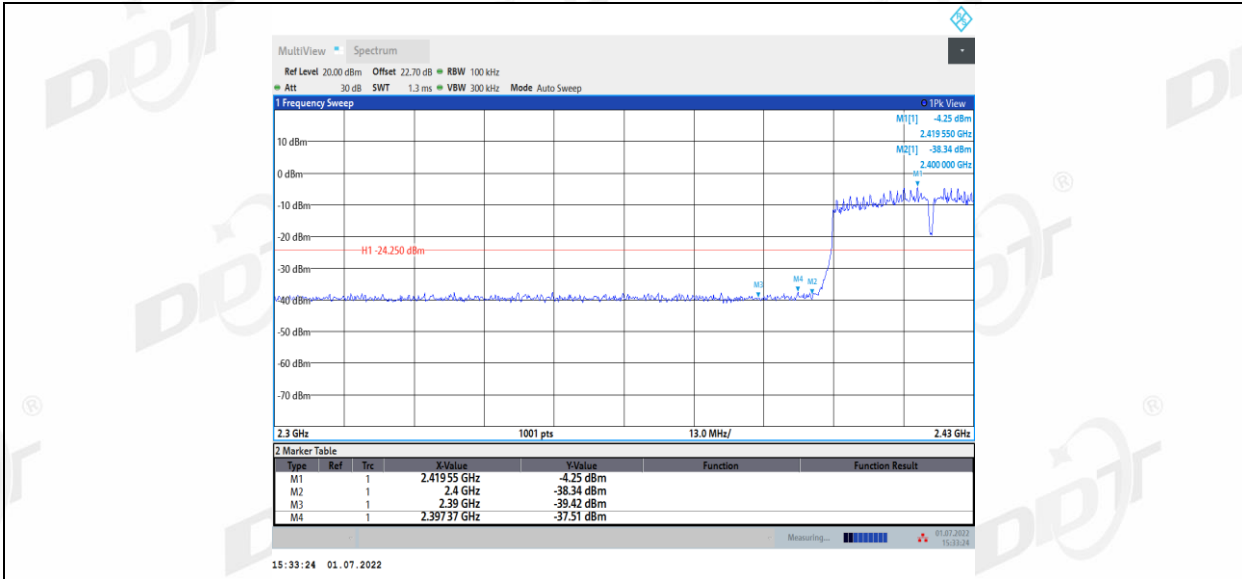 MultiView Spectrum
Ref Level 20.00 dBm Offset 22.70 dB RBW 100 kHz
Att 30 dB SWT 1.3 ms VBW 300 kHz Mode Auto Sweep
1 Frequency Sweep 1Pk View
M1[1] -4.25 dBm
2.419 550 GHz
M2[1] -38.34 dBm
2.400 000 GHz
10 dBm
0 dBm
M1
-10 dBm
-20 dBm
H1 -24.250 dBm
-30 dBm
M3 M4 M2
-40 dBm
-50 dBm
-60 dBm
-70 dBm
2.3 GHz 1001 pts 13.0 MHz/ 2.43 GHz
2 Marker Table
Type Ref Trc X-Value Y-Value Function Function Result
M1 1 2.419 55 GHz -4.25 dBm
M2 1 2.4 GHz -38.34 dBm
M3 1 2.39 GHz -39.42 dBm
M4 1 2.397 37 GHz -37.51 dBm
Measuring... 01.07.2022
15:33:24
15:33:24 01.07.2022